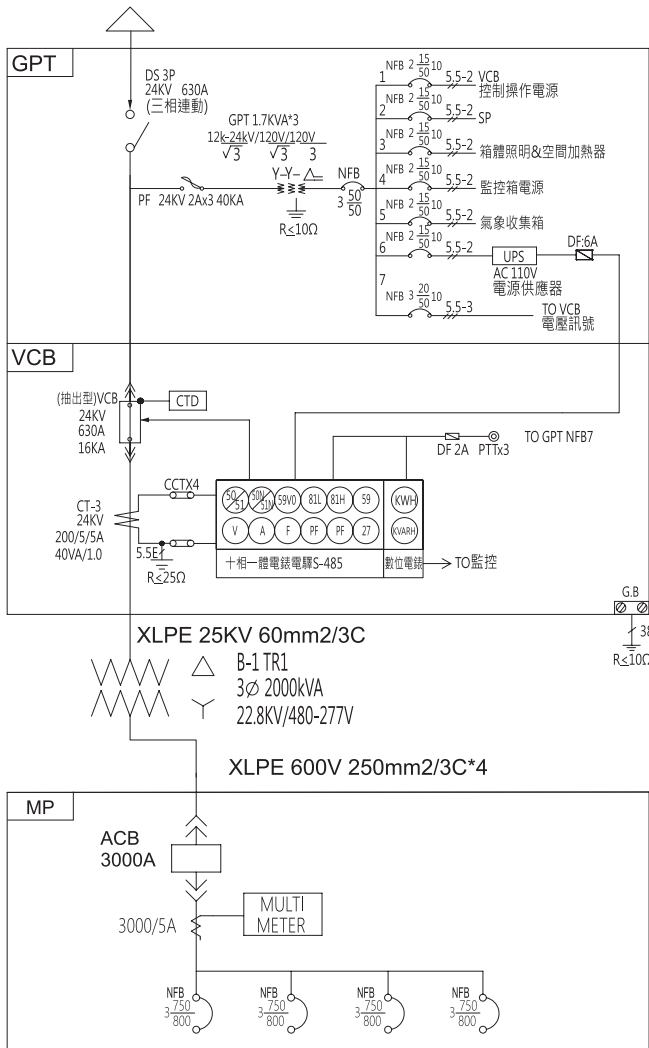 GPT
DS 3P
24KV 630A
(三相連動)
GPT 1.7KVA*3
12k-24kV/120V/120V
√3 √3 3
Y-Y-
PF 24KV 2Ax3 40KA
R≤10Ω
NFB
3 50/50
1 NFB 2 15/50 10 5.5-2 VCB
控制操作電源
2 NFB 2 15/50 10 5.5-2 SP
3 NFB 2 15/50 10 5.5-2 箱體照明&空間加熱器
4 NFB 2 15/50 10 5.5-2 監控箱電源
5 NFB 2 15/50 10 5.5-2 氣象收集箱
6 NFB 2 15/50 10 5.5-2 UPS DF:6A
AC 110V
電源供應器
7 NFB 3 20/50 10 5.5-3 TO VCB
電壓訊號
VCB
(抽出型)VCB
24KV
630A
16KA
CTD
DF 2A PTTx3 TO GPT NFB7
CT-3
24KV
200/5/5A
40VA/1.0
CCTX4
5.5E
R≤25Ω
50/51 50N/51N 59V0 81L 81H 59 KWH
V A F PF PF 27 KVARH
十相一體電錶電驛S-485 數位電錶 TO監控
G.B
38
R≤10Ω
XLPE 25KV 60mm2/3C
B-1 TR1
3∅ 2000kVA
22.8KV/480-277V
XLPE 600V 250mm2/3C*4
MP
ACB
3000A
3000/5A
MULTI
METER
NFB NFB NFB NFB
3 750/800 3 750/800 3 750/800 3 750/800